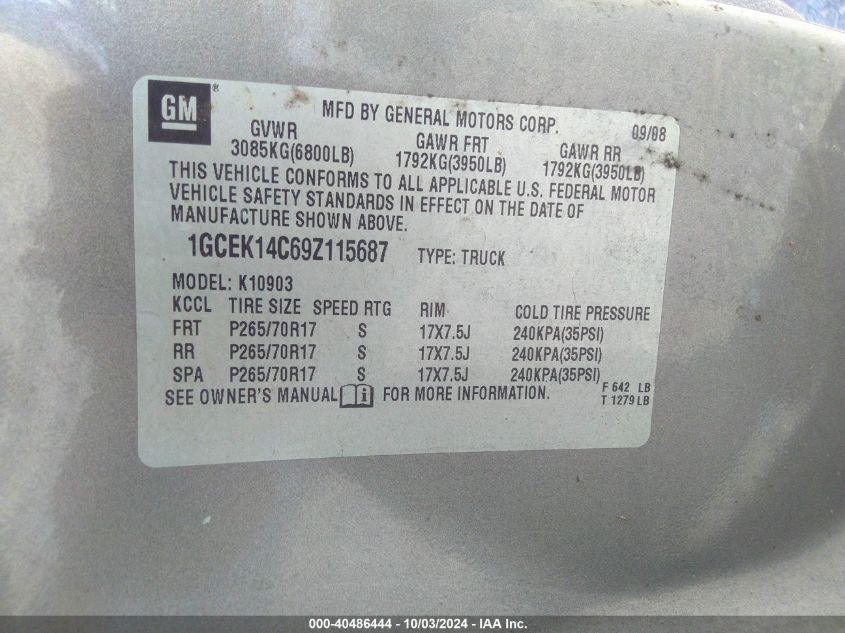 GM ®
MFD BY GENERAL MOTORS CORP. 09/08
GVWR GAWR FRT GAWR RR
3085KG(6800LB) 1792KG(3950LB) 1792KG(3950LB)
THIS VEHICLE CONFORMS TO ALL APPLICABLE U.S. FEDERAL MOTOR
VEHICLE SAFETY STANDARDS IN EFFECT ON THE DATE OF
MANUFACTURE SHOWN ABOVE.
1GCEK14C69Z115687 TYPE: TRUCK
MODEL: K10903
KCCL TIRE SIZE SPEED RTG RIM COLD TIRE PRESSURE
FRT P265/70R17 S 17X7.5J 240KPA(35PSI)
RR P265/70R17 S 17X7.5J 240KPA(35PSI)
SPA P265/70R17 S 17X7.5J 240KPA(35PSI)
F 642 LB
T 1279LB
SEE OWNER'S MANUAL i FOR MORE INFORMATION.
000-40486444 - 10/03/2024 - IAA Inc.